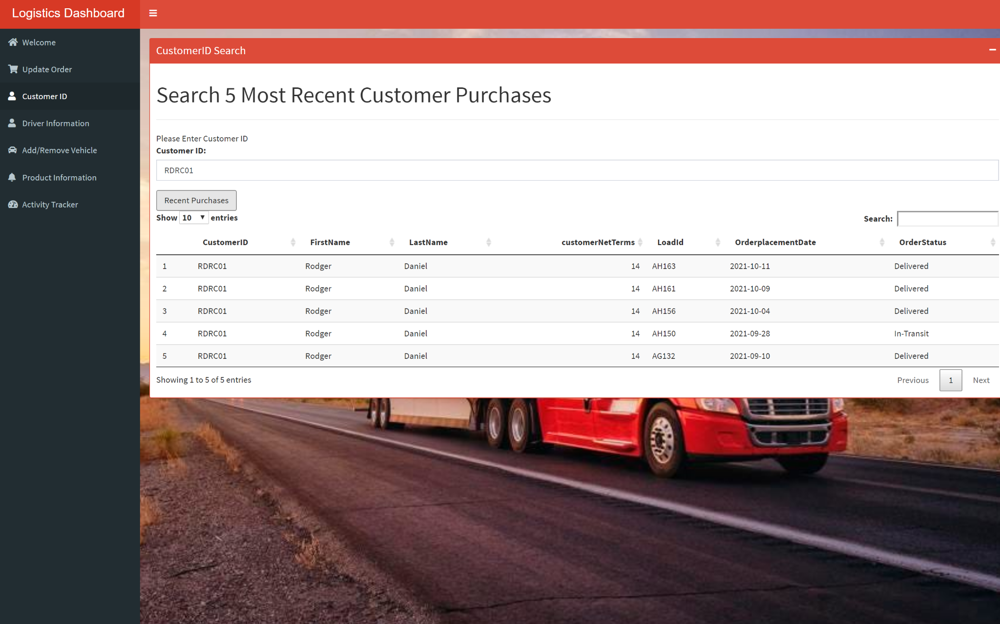 Logistics Dashboard
Welcome
Update Order
Customer ID
Driver Information
Add/Remove Vehicle
Product Information
Activity Tracker
CustomerID Search
Search 5 Most Recent Customer Purchases
Please Enter Customer ID
Customer ID:
RDRC01
Recent Purchases
Show 10 entries Search:
CustomerID FirstName LastName customerNetTerms LoadId OrderplacementDate OrderStatus
1 RDRC01 Rodger Daniel 14 AH163 2021-10-11 Delivered
2 RDRC01 Rodger Daniel 14 AH161 2021-10-09 Delivered
3 RDRC01 Rodger Daniel 14 AH156 2021-10-04 Delivered
4 RDRC01 Rodger Daniel 14 AH150 2021-09-28 In-Transit
5 RDRC01 Rodger Daniel 14 AG132 2021-09-10 Delivered
Showing 1 to 5 of 5 entries Previous 1 Next